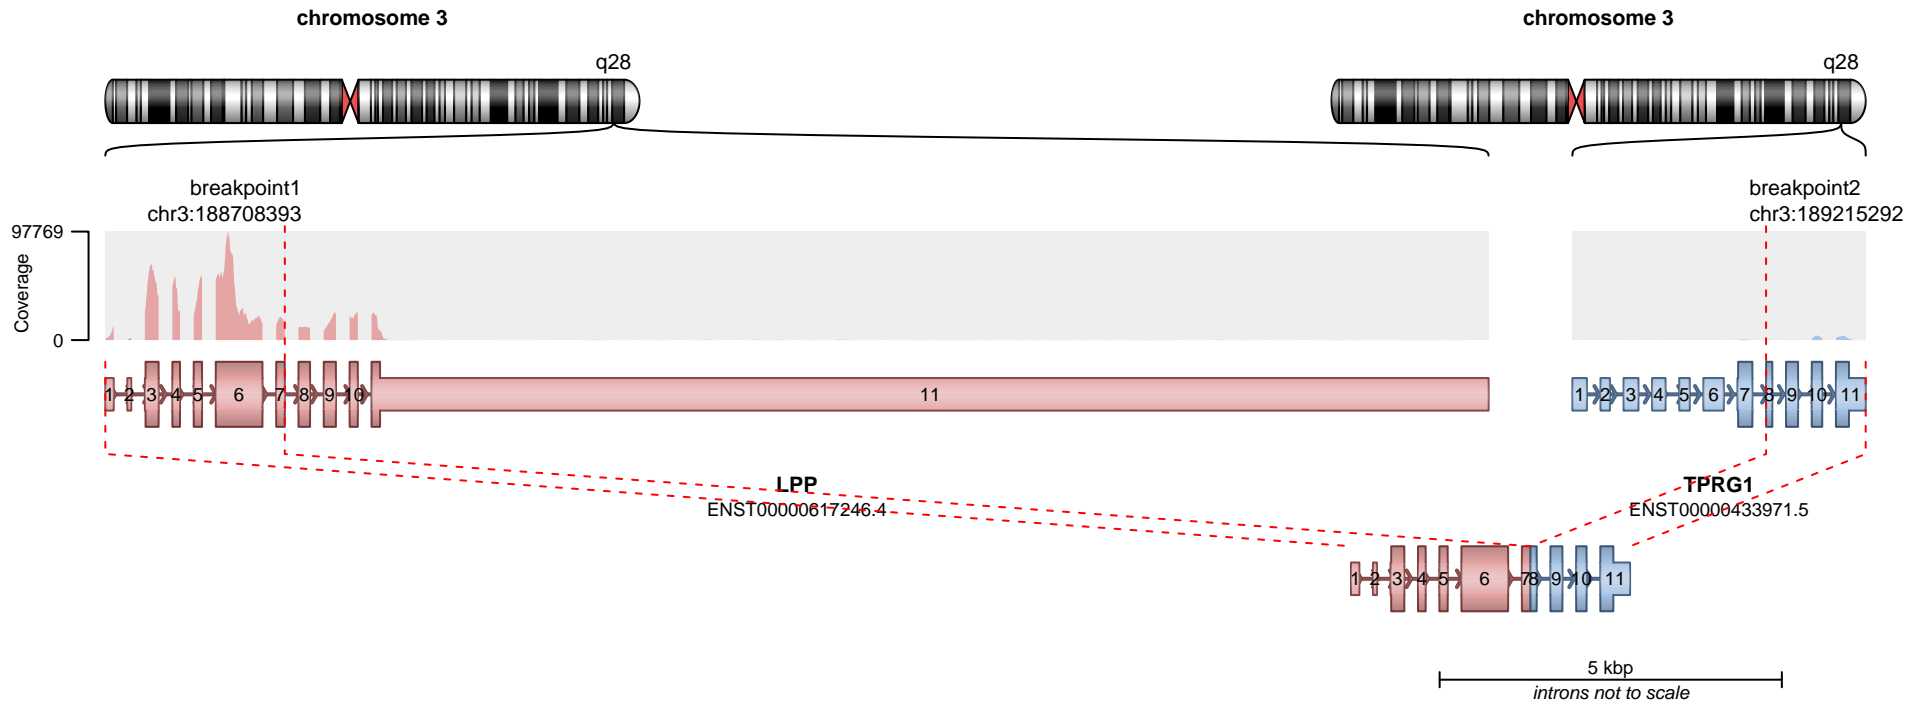 chromosome 3 chromosome 3
q28 q28
breakpoint1 breakpoint2
chr3:188708393 chr3:189215292
97769
Coverage
0
1 2 3 4 5 6 7 8 9 10 11 1 2 3 4 5 6 7 8 9 10 11
LPP TPRG1
ENST00000617246.4 ENST00000433971.5
1 2 3 4 5 6 7 8 9 10 11
5 kbp
introns not to scale